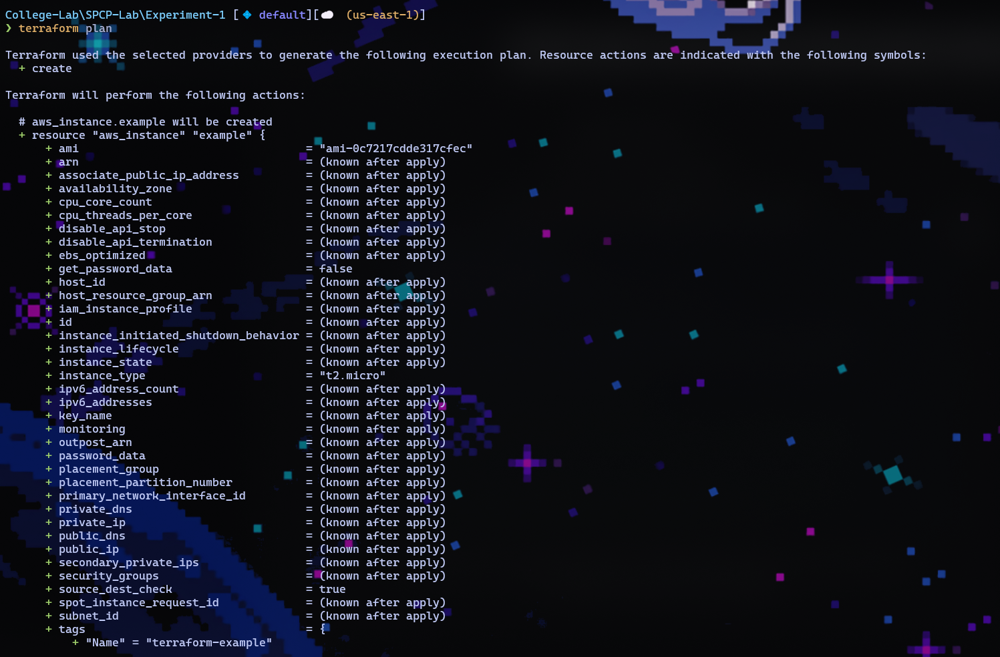 College-Lab\SPCP-Lab\Experiment-1 [ default][ (us-east-1)]
❯ terraform plan
Terraform used the selected providers to generate the following execution plan. Resource actions are indicated with the following symbols:
+ create
Terraform will perform the following actions:
# aws_instance.example will be created
+ resource "aws_instance" "example" {
+ ami = "ami-0c7217cdde317cfec"
+ arn = (known after apply)
+ associate_public_ip_address = (known after apply)
+ availability_zone = (known after apply)
+ cpu_core_count = (known after apply)
+ cpu_threads_per_core = (known after apply)
+ disable_api_stop = (known after apply)
+ disable_api_termination = (known after apply)
+ ebs_optimized = (known after apply)
+ get_password_data = false
+ host_id = (known after apply)
+ host_resource_group_arn = (known after apply)
+ iam_instance_profile = (known after apply)
+ id = (known after apply)
+ instance_initiated_shutdown_behavior = (known after apply)
+ instance_lifecycle = (known after apply)
+ instance_state = (known after apply)
+ instance_type = "t2.micro"
+ ipv6_address_count = (known after apply)
+ ipv6_addresses = (known after apply)
+ key_name = (known after apply)
+ monitoring = (known after apply)
+ outpost_arn = (known after apply)
+ password_data = (known after apply)
+ placement_group = (known after apply)
+ placement_partition_number = (known after apply)
+ primary_network_interface_id = (known after apply)
+ private_dns = (known after apply)
+ private_ip = (known after apply)
+ public_dns = (known after apply)
+ public_ip = (known after apply)
+ secondary_private_ips = (known after apply)
+ security_groups = (known after apply)
+ source_dest_check = true
+ spot_instance_request_id = (known after apply)
+ subnet_id = (known after apply)
+ tags = {
+ "Name" = "terraform-example"